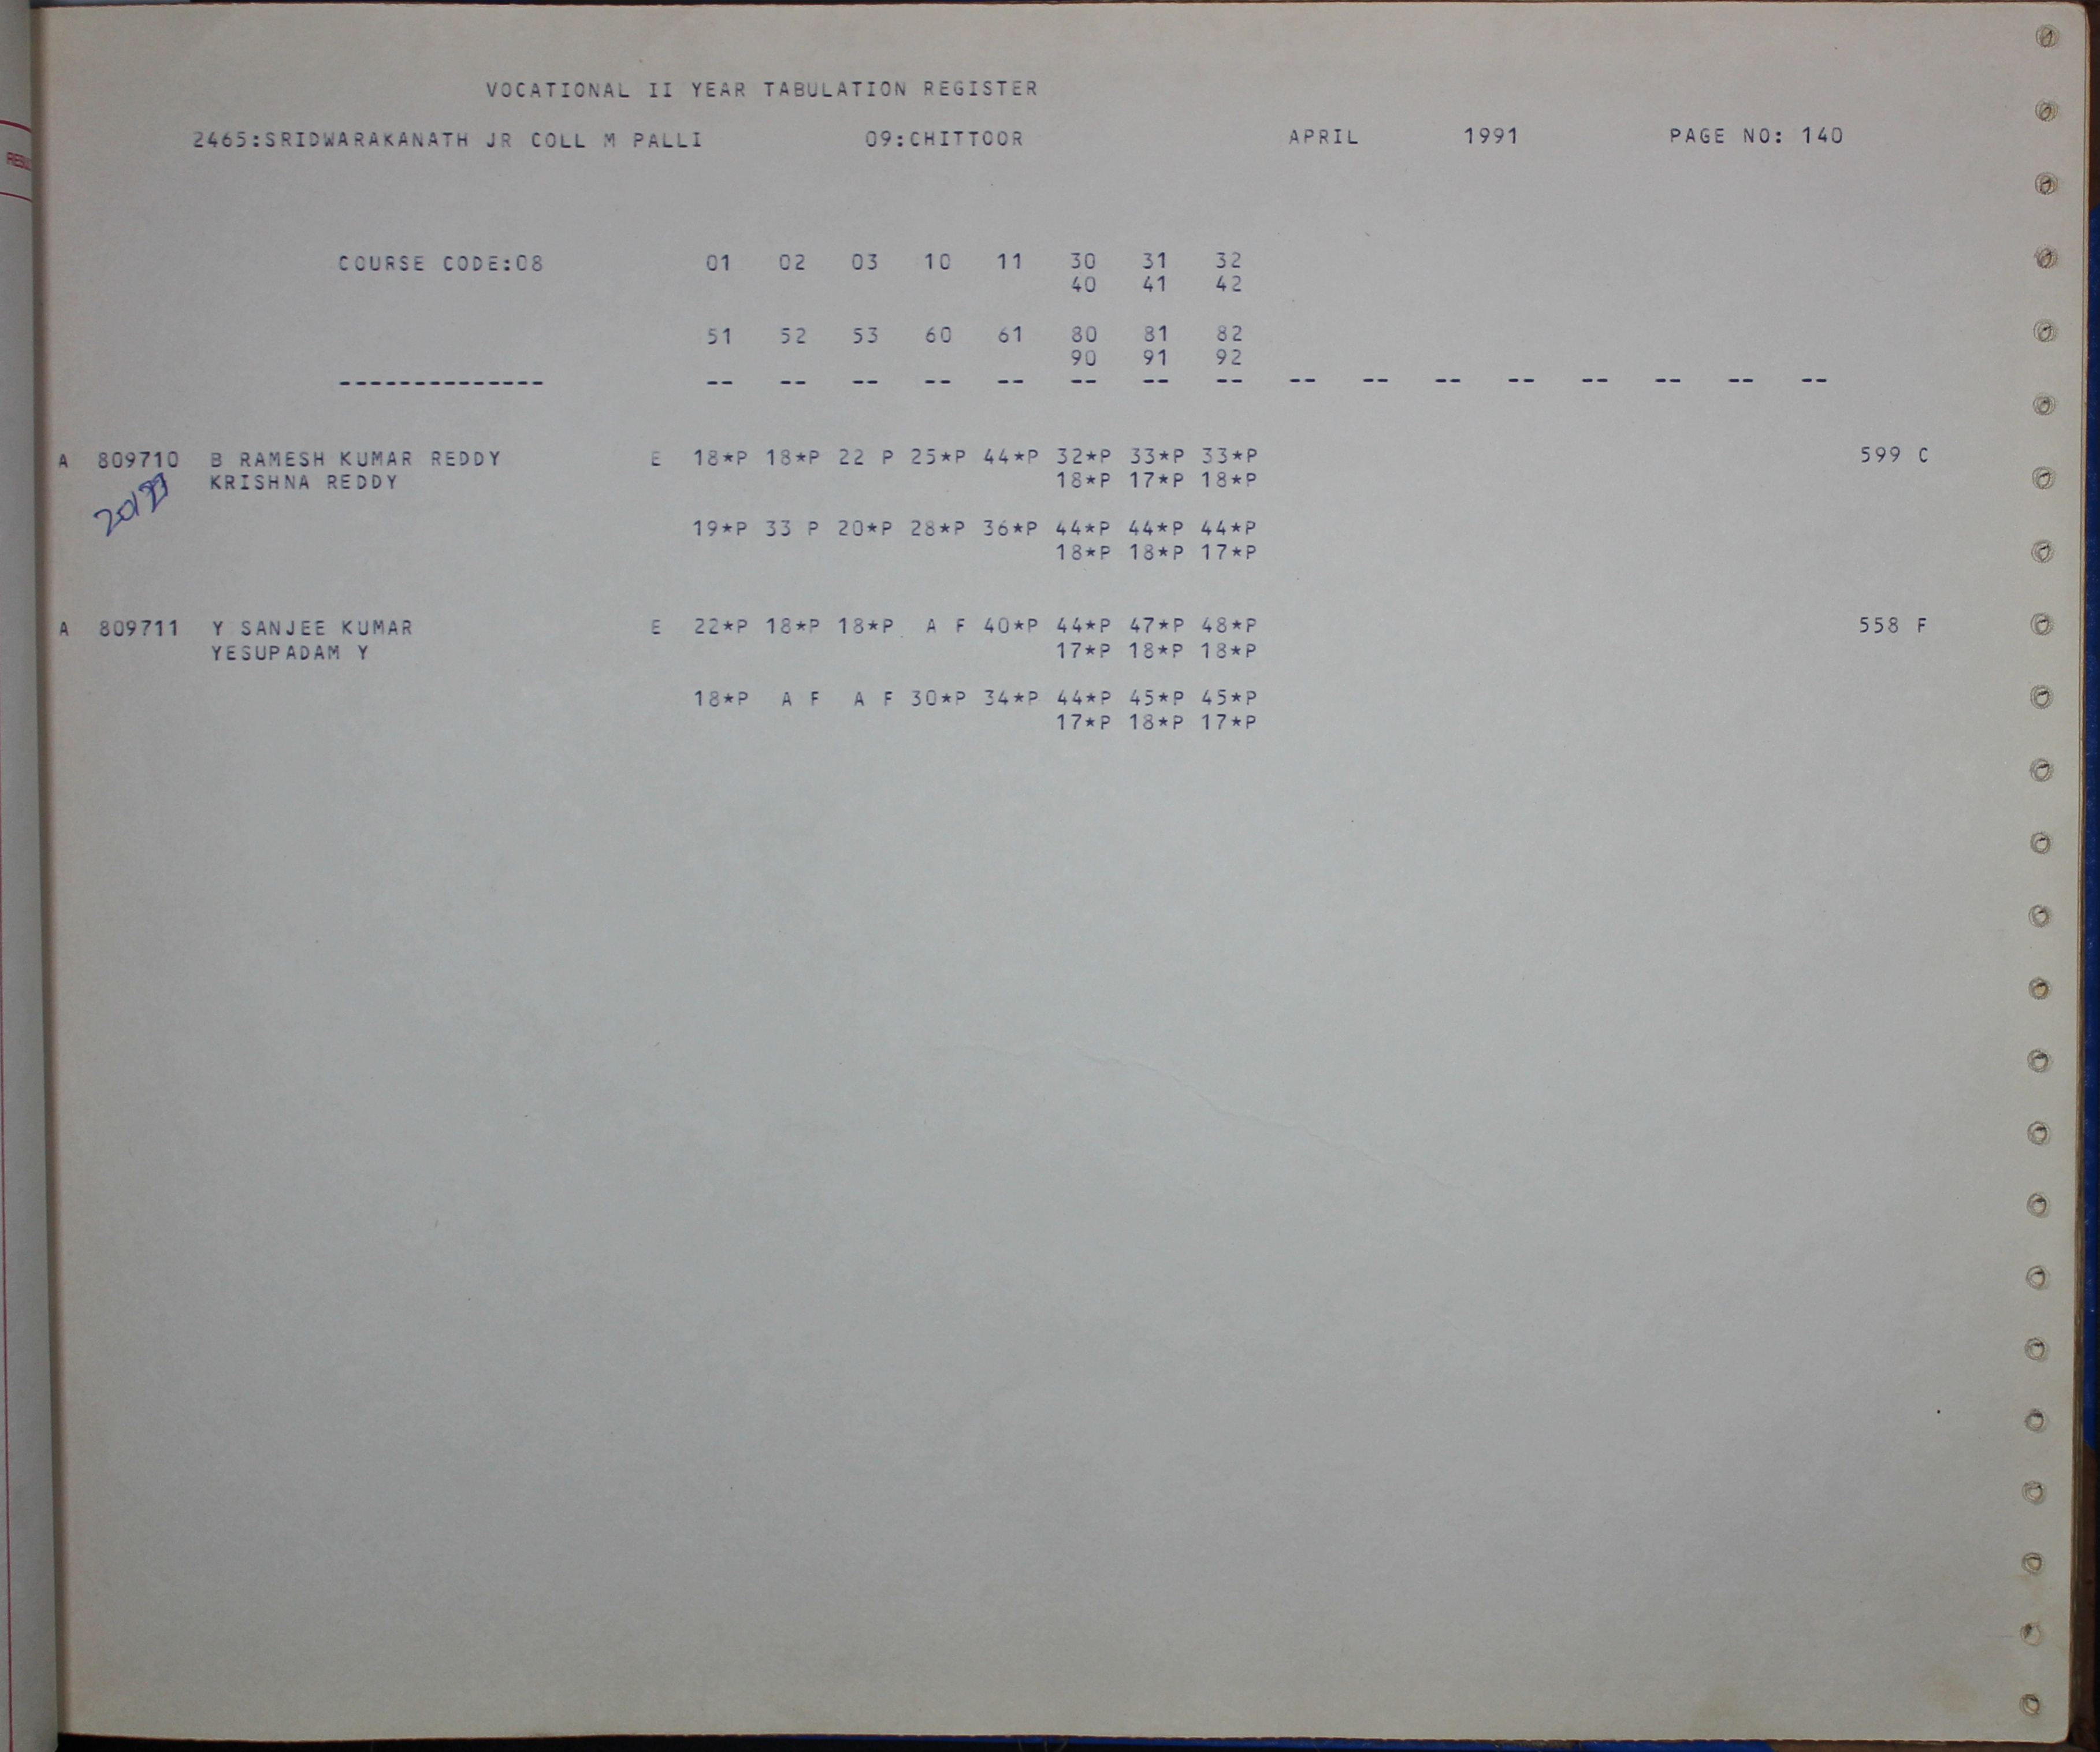 VOCATIONAL II YEAR TABULATION REGISTER
2465:SRIDWARAKANATH JR COLL M PALLI 09:CHITTOOR APRIL 1991 PAGE NO: 140
COURSE CODE:08 01 02 03 10 11 30 31 32
40 41 42
51 52 53 60 61 80 81 82
90 91 92
-------------- -- -- -- -- -- -- -- -- -- -- -- -- -- -- -- --
A 809710 B RAMESH KUMAR REDDY E 18*P 18*P 22 P 25*P 44*P 32*P 33*P 33*P 599 C
KRISHNA REDDY 18*P 17*P 18*P
19*P 33 P 20*P 28*P 36*P 44*P 44*P 44*P
18*P 18*P 17*P
A 809711 Y SANJEE KUMAR E 22*P 18*P 18*P A F 40*P 44*P 47*P 48*P 558 F
YESUPADAM Y 17*P 18*P 18*P
18*P A F A F 30*P 34*P 44*P 45*P 45*P
17*P 18*P 17*P